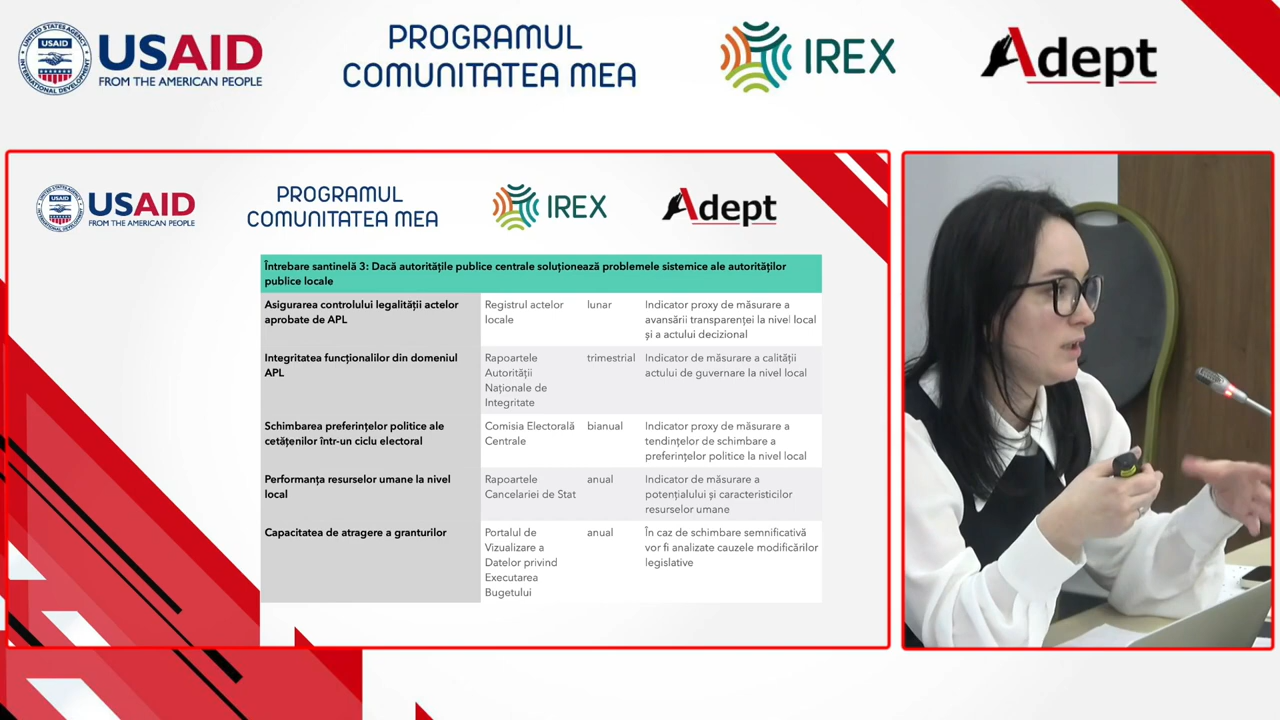 USAID
FROM THE AMERICAN PEOPLE
PROGRAMUL
COMUNITATEA MEA
IREX
Adept
USAID
FROM THE AMERICAN PEOPLE
PROGRAMUL
COMUNITATEA MEA
IREX
Adept
Întrebare santinelă 3: Dacă autoritățile publice centrale soluționează problemele sistemice ale autorităților
publice locale
Asigurarea controlului legalității actelor
aprobate de APL
Registrul actelor
locale
lunar
Indicator proxy de măsurare a
avansării transparenței la nivel local
și a actului decizional
Integritatea funcționalilor din domeniul
APL
Rapoartele
Autorității
Naționale de
Integritate
trimestrial
Indicator de măsurare a calității
actului de guvernare la nivel local
Schimbarea preferințelor politice ale
cetățenilor într-un ciclu electoral
Comisia Electorală
Centrale
bianual
Indicator proxy de măsurare a
tendințelor de schimbare a
preferințelor politice la nivel local
Performanța resurselor umane la nivel
local
Rapoartele
Cancelariei de Stat
anual
Indicator de măsurare a
potențialului și caracteristicilor
resurselor umane
Capacitatea de atragere a granturilor
Portalul de
Vizualizare a
Datelor privind
Executarea
Bugetului
anual
În caz de schimbare semnificativă
vor fi analizate cauzele modificărilor
legislative